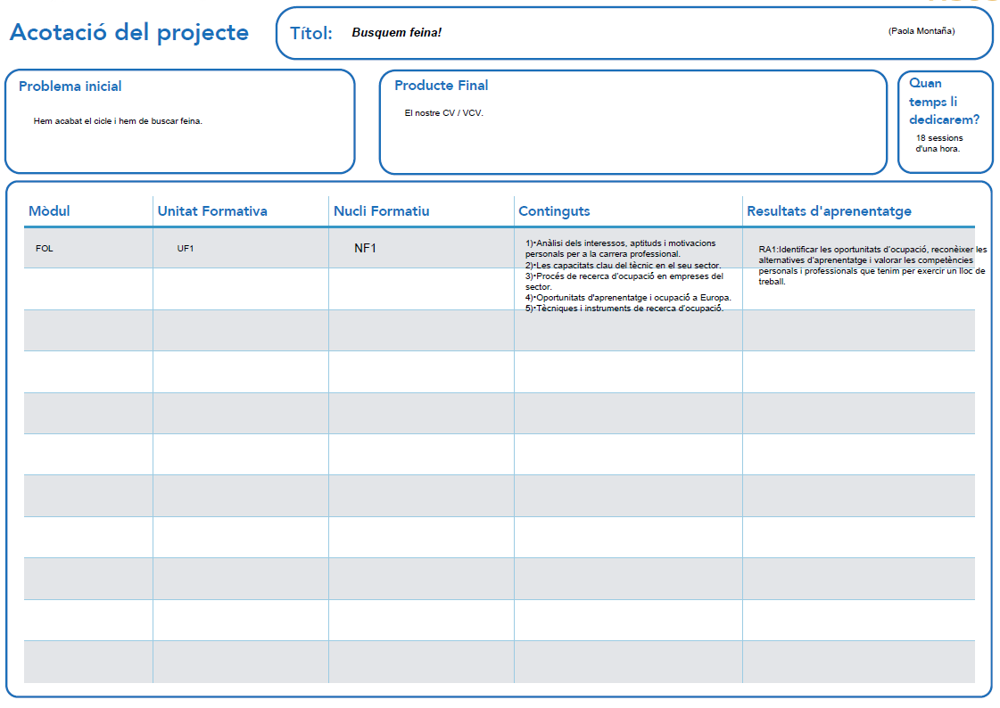 Acotació del projecte
Títol: Busquem feina! (Paola Montaña)
Problema inicial
Hem acabat el cicle i hem de buscar feina.
Producte Final
El nostre CV / VCV.
Quan
temps li
dedicarem?
18 sessions
d'una hora.
Mòdul Unitat Formativa Nucli Formatiu Continguts Resultats d'aprenentatge
FOL UF1 NF1
1)•Anàlisi dels interessos, aptituds i motivacions
personals per a la carrera professional.
2)•Les capacitats clau del tècnic en el seu sector.
3)•Procés de recerca d'ocupació en empreses del
sector.
4)•Oportunitats d'aprenentatge i ocupació a Europa.
5)•Tècniques i instruments de recerca d'ocupació.
RA1:Identificar les oportunitats d'ocupació, reconèixer les
alternatives d'aprenentatge i valorar les competències
personals i professionals que tenim per exercir un lloc de
treball.